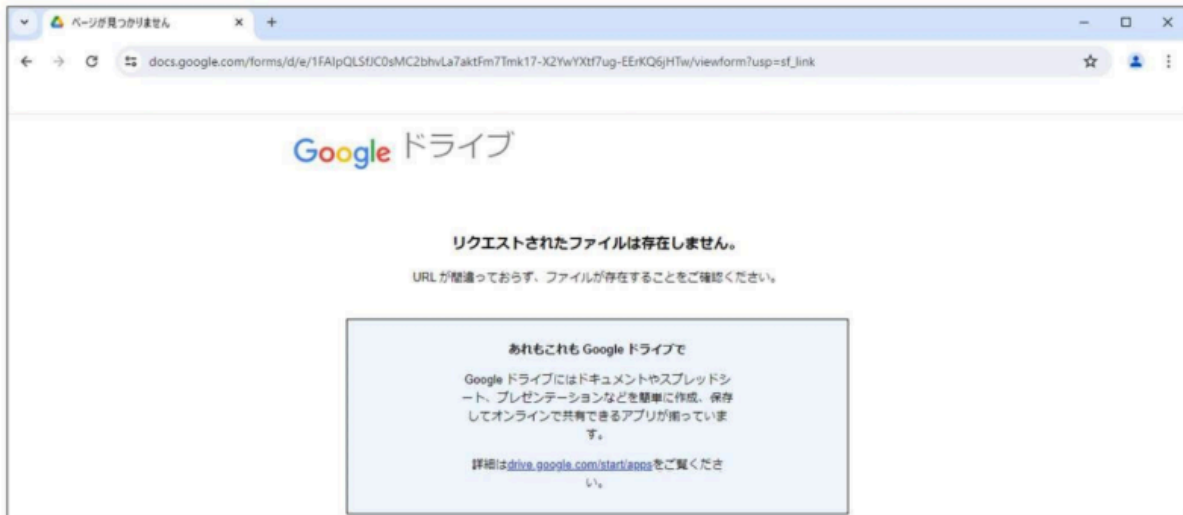 ページが見つかりません
docs.google.com/forms/d/e/1FAIpQLSfJC0sMC2bhvLa7aktFm7Tmk17-X2YwYXtf7ug-EErKQ6jHTw/viewform?usp=sf_link
Google ドライブ
リクエストされたファイルは存在しません。
URL が間違っておらず、ファイルが存在することをご確認ください。
あれもこれも Google ドライブで
Google ドライブにはドキュメントやスプレッドシ
ート、プレゼンテーションなどを簡単に作成、保存
してオンラインで共有できるアプリが揃っていま
す。
詳細はdrive.google.com/start/appsをご覧くださ
い。